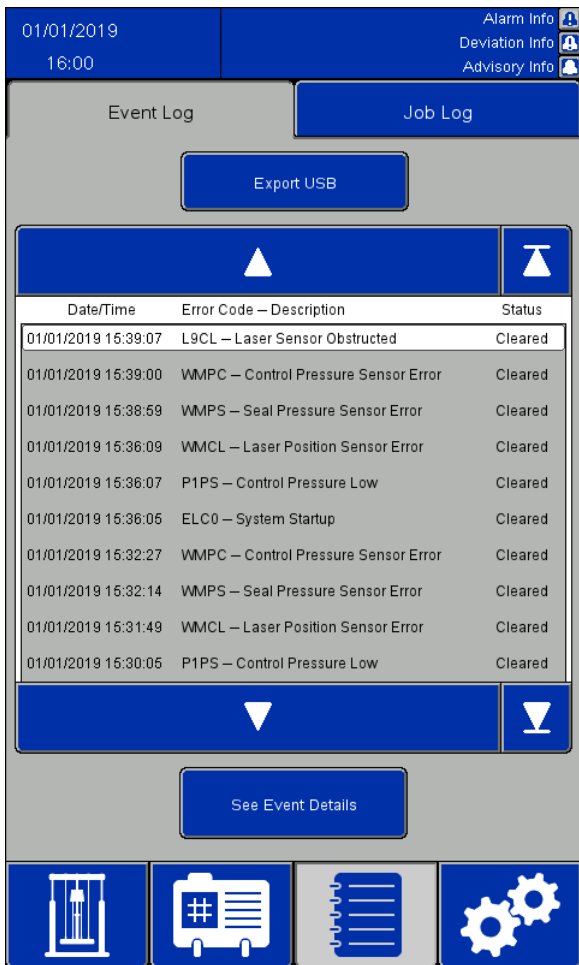 01/01/2019
16:00
Alarm Info
Deviation Info
Advisory Info
Event Log
Job Log
Export USB
Date/Time Error Code – Description Status
01/01/2019 15:39:07 L9CL – Laser Sensor Obstructed Cleared
01/01/2019 15:39:00 WMPC – Control Pressure Sensor Error Cleared
01/01/2019 15:38:59 WMPS – Seal Pressure Sensor Error Cleared
01/01/2019 15:36:09 WMCL – Laser Position Sensor Error Cleared
01/01/2019 15:36:07 P1PS – Control Pressure Low Cleared
01/01/2019 15:36:05 ELC0 – System Startup Cleared
01/01/2019 15:32:27 WMPC – Control Pressure Sensor Error Cleared
01/01/2019 15:32:14 WMPS – Seal Pressure Sensor Error Cleared
01/01/2019 15:31:49 WMCL – Laser Position Sensor Error Cleared
01/01/2019 15:30:05 P1PS – Control Pressure Low Cleared
See Event Details